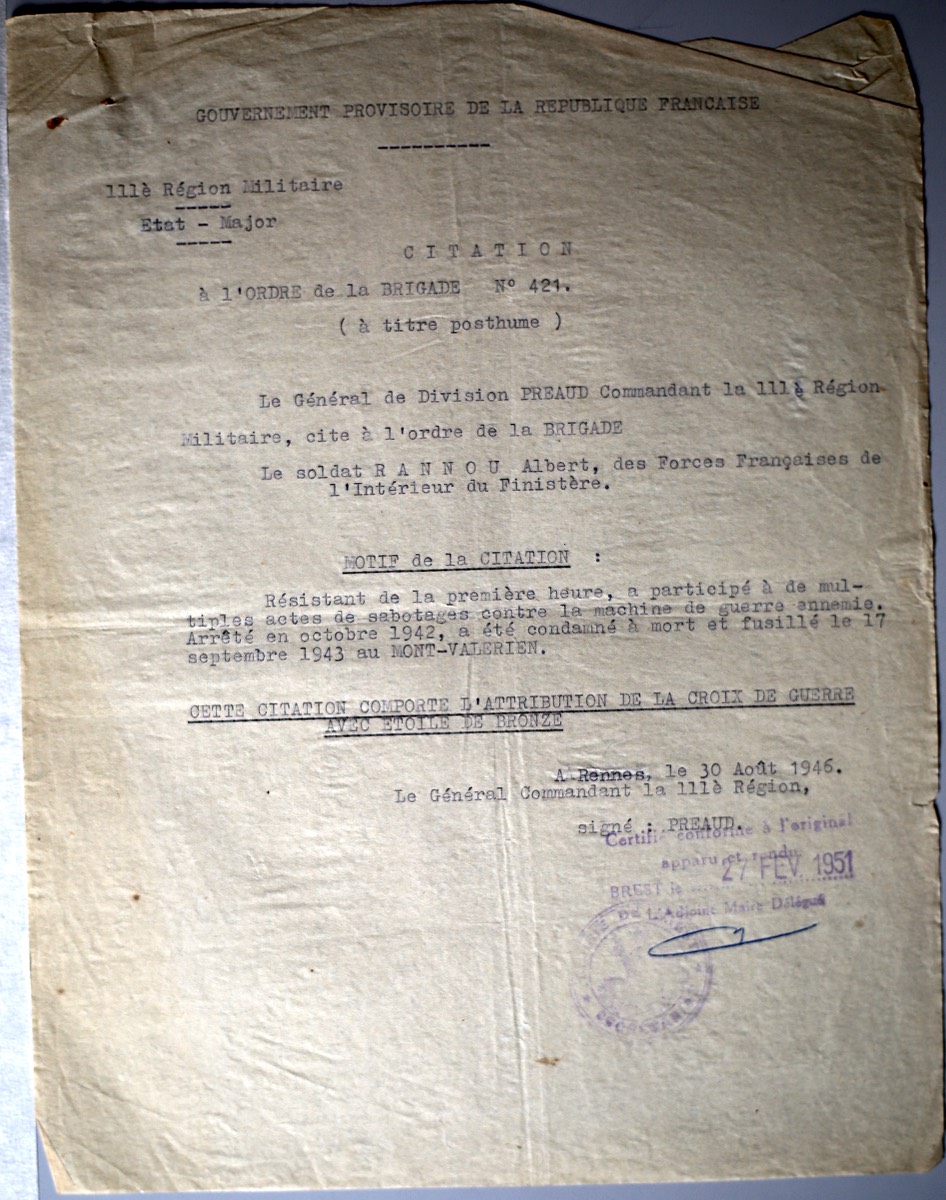 GOUVERNEMENT PROVISOIRE DE LA REPUBLIQUE FRANCAISE
----------
111è Région Militaire
-----
Etat - Major
-----
C I T A T I O N
à l'ORDRE de la BRIGADE N° 421.
( à titre posthume )
Le Général de Division PREAUD Commandant la 111è Région
Militaire, cite à l'ordre de la BRIGADE
Le soldat R A N N O U Albert, des Forces Françaises de
l'Intérieur du Finistère.
MOTIF de la CITATION :
Résistant de la première heure, a participé à de mul-
tiples actes de sabotages contre la machine de guerre ennemie.
Arrêté en octobre 1942, a été condamné à mort et fusillé le 17
septembre 1943 au MONT-VALERIEN.
CETTE CITATION COMPORTE L'ATTRIBUTION DE LA CROIX DE GUERRE
AVEC ETOILE DE BRONZE
A Rennes, le 30 Août 1946.
Le Général Commandant la 111è Région,
signé : PREAUD.
Certifié conforme à l'original
apparu et rendu
27 FEV. 1951
BREST le
L'Adjoint Maire Délégué